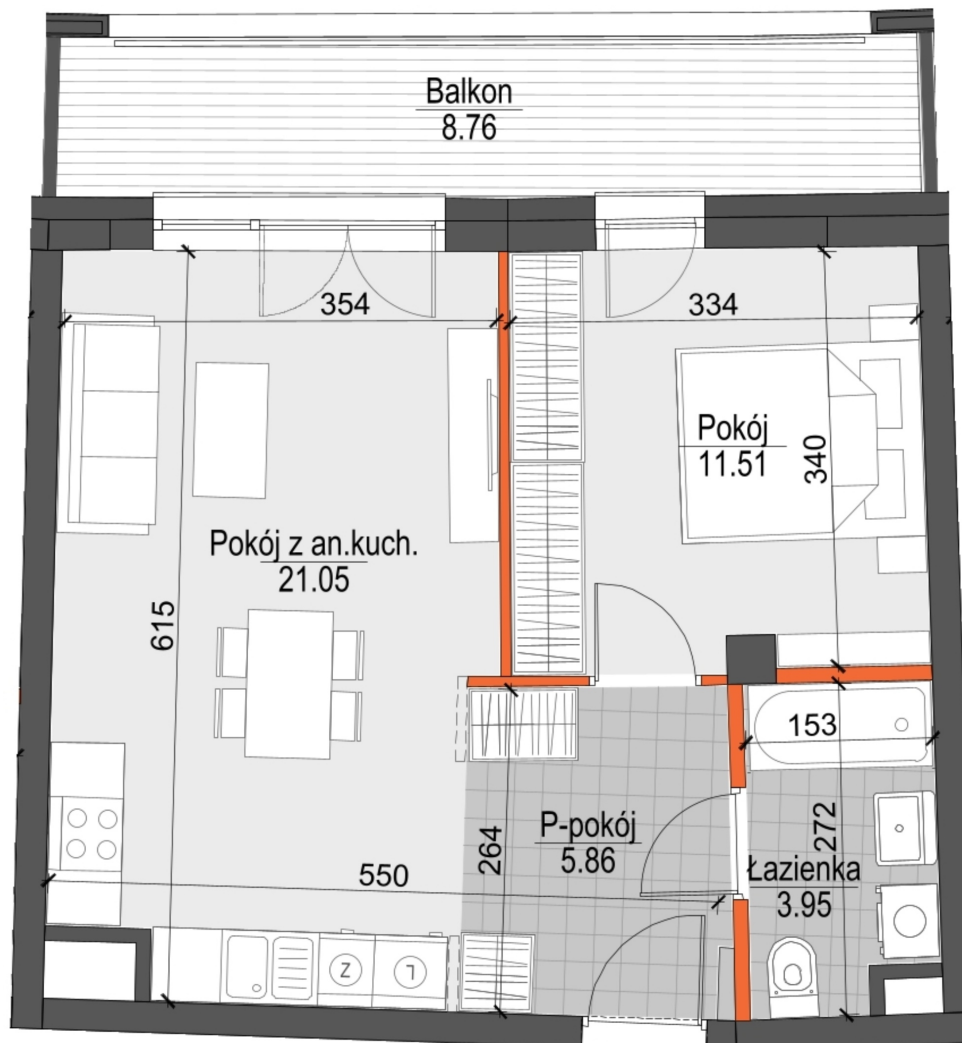 Balkon
8.76
354
334
Pokój
11.51
340
Pokój z an.kuch.
21.05
615
153
P-pokój
5.86
264
272
Łazienka
3.95
550
Z
L